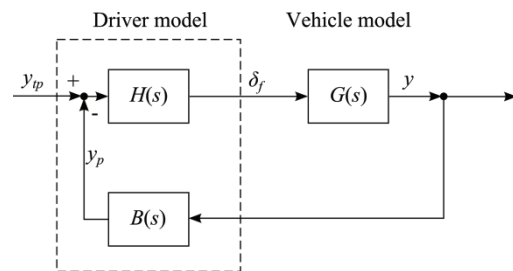 Driver model Vehicle model
y_tp + H(s) δ_f G(s) y
-
y_p
B(s)